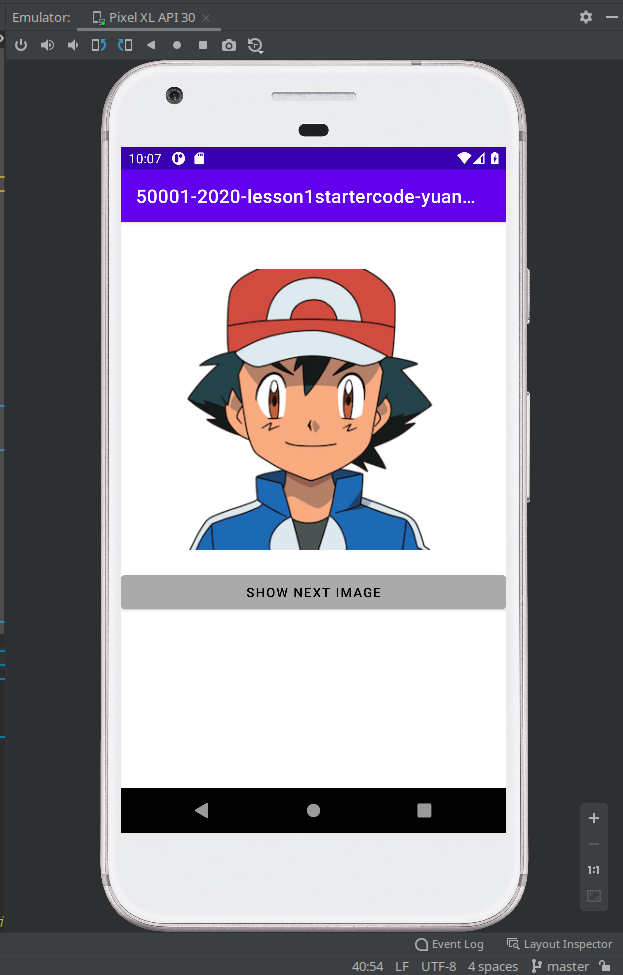 Emulator: Pixel XL API 30
10:07
50001-2020-lesson1startercode-yuan...
SHOW NEXT IMAGE
1:1
Event Log Layout Inspector
40:54 LF UTF-8 4 spaces master